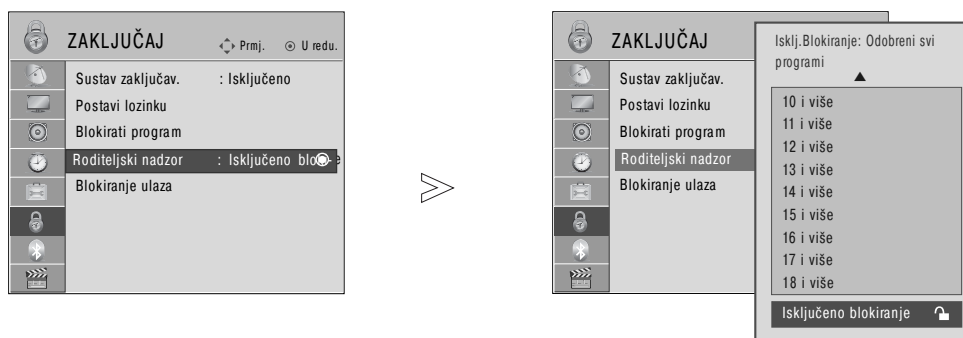 ZAKLJUČAJ
Prmj. U redu.
Sustav zaključav. : Isključeno
Postavi lozinku
Blokirati program
Roditeljski nadzor : Isključeno
Blokiranje ulaza
ZAKLJUČAJ
Sustav zaključav.
Postavi lozinku
Blokirati program
Roditeljski nadzor
Blokiranje ulaza
Isklj.Blokiranje: Odobreni svi
programi
10 i više
11 i više
12 i više
13 i više
14 i više
15 i više
16 i više
17 i više
18 i više
Isključeno blokiranje